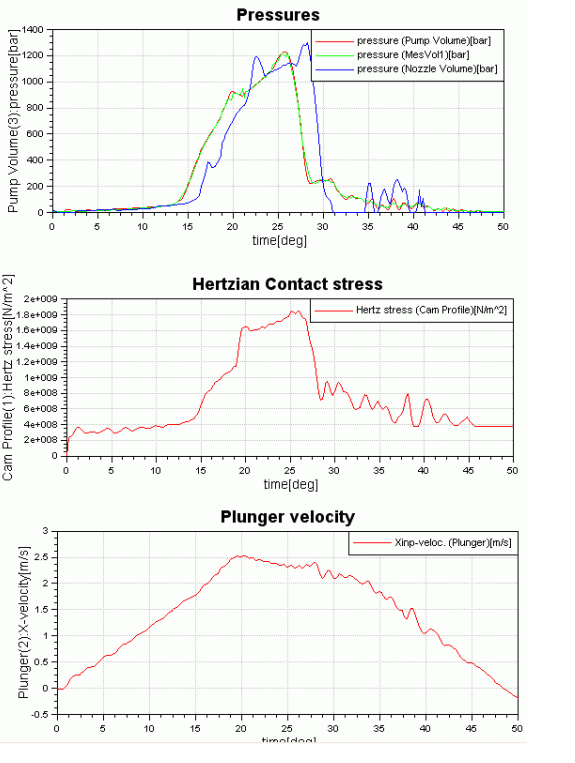 Pressures
pressure (Pump Volume)[bar]
pressure (MesVol1)[bar]
pressure (Nozzle Volume)[bar]
Pump Volume(3):pressure[bar]
1400
1200
1000
800
600
400
200
0
0 5 10 15 20 25 30 35 40 45 50
time[deg]
Hertzian Contact stress
Hertz stress (Cam Profile)[N/m^2]
Cam Profile(1):Hertz stress[N/m^2]
2e+009
1.8e+009
1.6e+009
1.4e+009
1.2e+009
1e+009
8e+008
6e+008
4e+008
2e+008
0
0 5 10 15 20 25 30 35 40 45 50
time[deg]
Plunger velocity
Xinp-veloc. (Plunger)[m/s]
Plunger(2):X-velocity[m/s]
3
2.5
2
1.5
1
0.5
0
-0.5
0 5 10 15 20 25 30 35 40 45 50
time[deg]